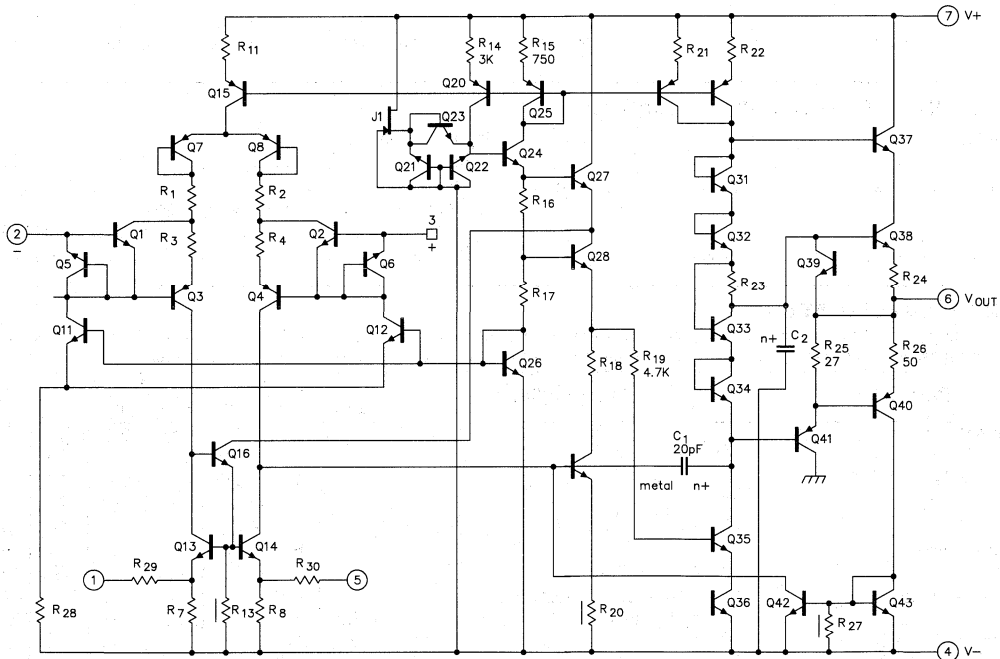 7 V+
R11
R14
3K
R15
750
R21
R22
Q15
Q20
Q25
J1
Q23
Q37
Q7
Q8
Q21
Q22
Q24
Q27
Q31
R1
R2
R16
2
−
Q1
R3
R4
Q2
3
+
Q32
Q38
Q5
Q6
Q28
Q39
R24
R23
Q3
Q4
R17
6 VOUT
Q11
Q12
Q33
n+
C2
R25
27
R26
50
Q26
R18
R19
4.7K
Q34
Q40
C1
20pF
Q41
Q16
metal
n+
Q13
Q14
Q35
1
R29
R30
5
R28
R7
R13
R8
R20
Q36
Q42
Q43
R27
4 V−